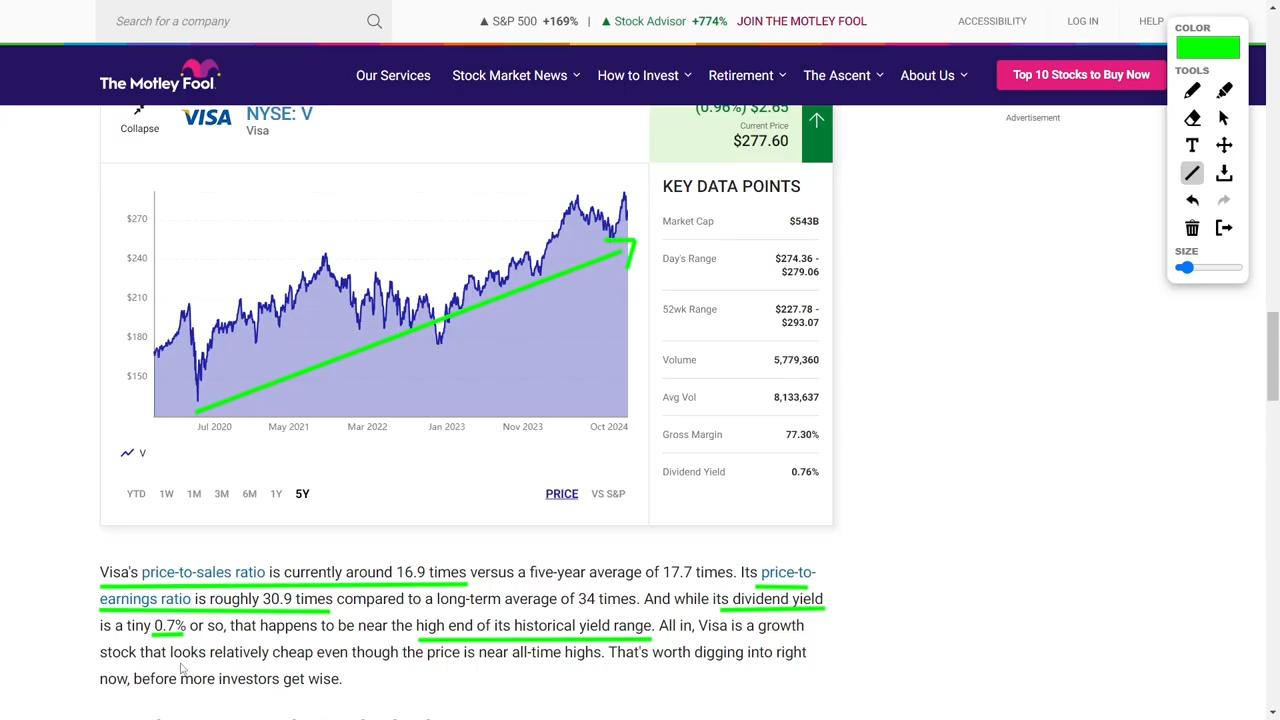 Search for a company
▲ S&P 500 +169% | ▲ Stock Advisor +774% JOIN THE MOTLEY FOOL
ACCESSIBILITY LOG IN HELP
The Motley Fool
Our Services Stock Market News How to Invest Retirement The Ascent About Us
Top 10 Stocks to Buy Now
COLOR
TOOLS
T
SIZE
Collapse
VISA
NYSE: V
Visa
(0.96%) $2.65
Current Price
$277.60
Advertisement
$270
$240
$210
$180
$150
Jul 2020 May 2021 Mar 2022 Jan 2023 Nov 2023 Oct 2024
V
YTD 1W 1M 3M 6M 1Y 5Y
PRICE VS S&P
KEY DATA POINTS
Market Cap $543B
Day's Range $274.36 -
$279.06
52wk Range $227.78 -
$293.07
Volume 5,779,360
Avg Vol 8,133,637
Gross Margin 77.30%
Dividend Yield 0.76%
Visa's price-to-sales ratio is currently around 16.9 times versus a five-year average of 17.7 times. Its price-to-
earnings ratio is roughly 30.9 times compared to a long-term average of 34 times. And while its dividend yield
is a tiny 0.7% or so, that happens to be near the high end of its historical yield range. All in, Visa is a growth
stock that looks relatively cheap even though the price is near all-time highs. That's worth digging into right
now, before more investors get wise.